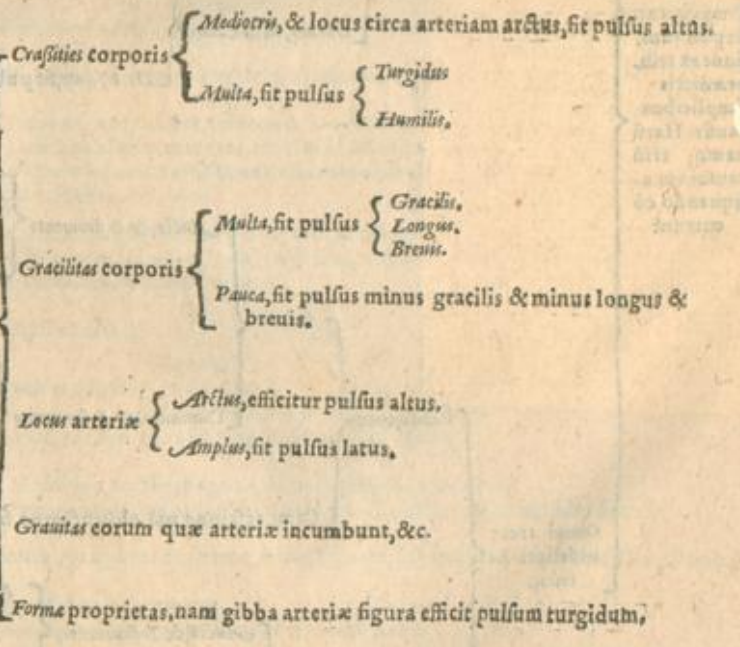 Mediocris, & locus circa arteriam arctus, fit pulsus altus.
Crassities corporis
Multa, fit pulsus
Turgidus
Humilis.
Gracilitas corporis
Multa, fit pulsus
Gracilis.
Longus.
Brevis.
Pauca, fit pulsus minus gracilis & minus longus &
brevis.
Locus arteriæ
Arctus, efficitur pulsus altus.
Amplus, fit pulsus latus.
Grauitas eorum quæ arteriæ incumbunt, &c.
Formæ proprietas, nam gibba arteriæ figura efficit pulsum turgidum,